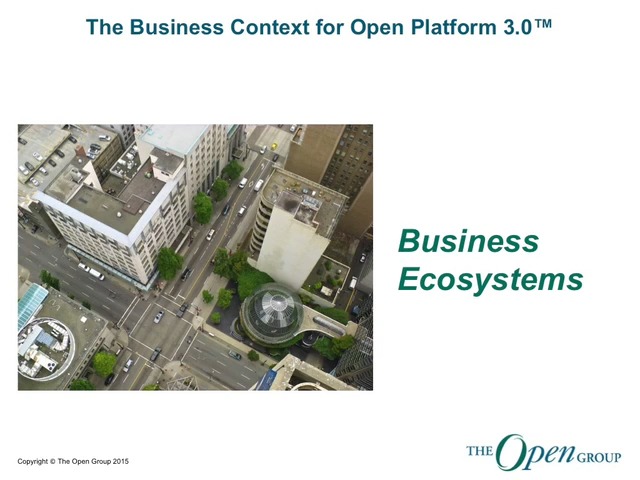 The Business Context for Open Platform 3.0™
Business
Ecosystems
Copyright © The Open Group 2015
THE Open GROUP